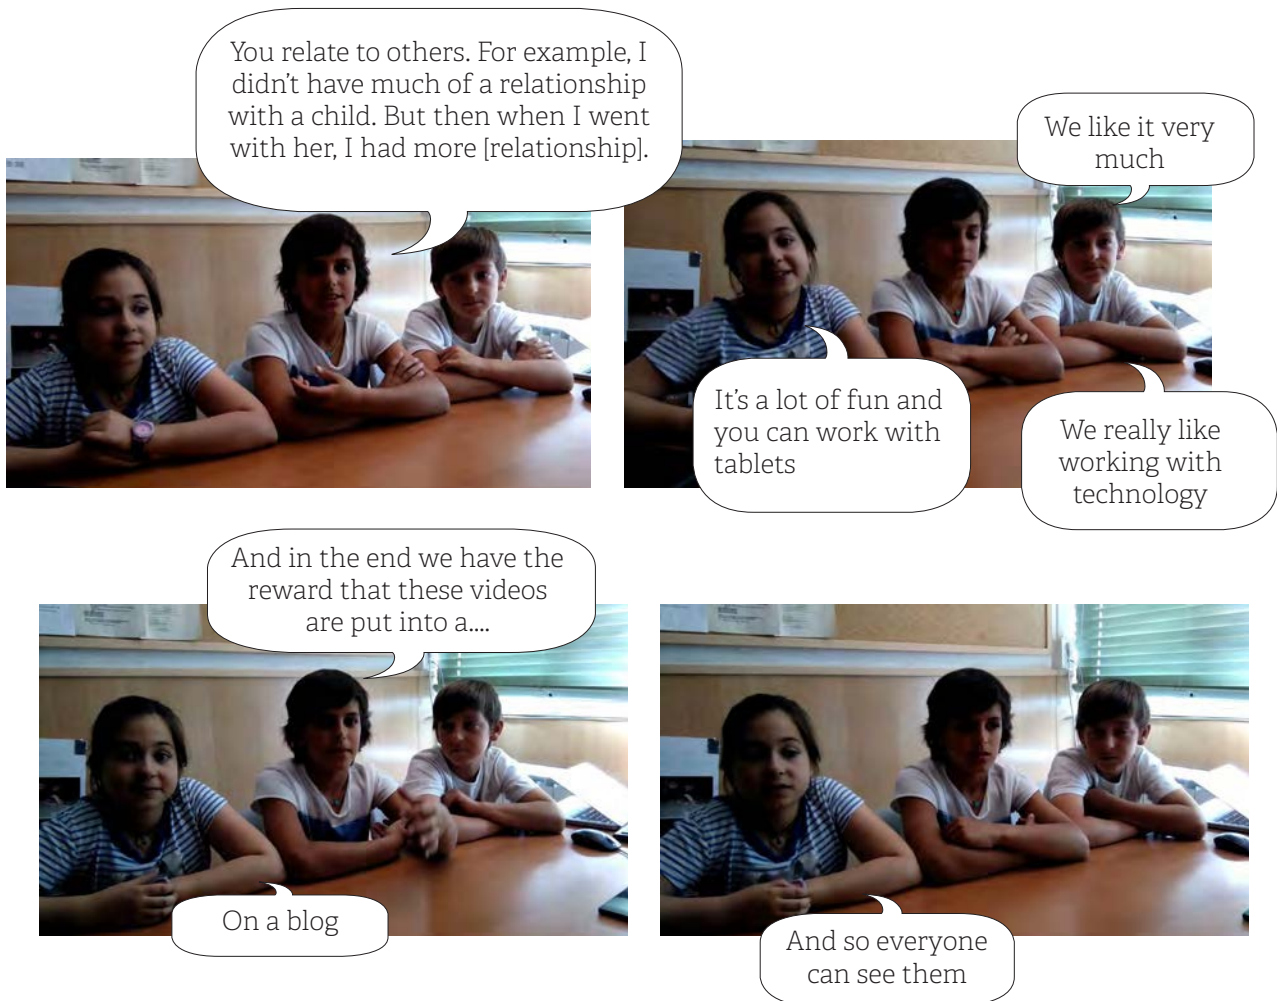 You relate to others. For example, I
didn't have much of a relationship
with a child. But then when I went
with her, I had more [relationship].
We like it very
much
It's a lot of fun and
you can work with
tablets
We really like
working with
technology
And in the end we have the
reward that these videos
are put into a....
On a blog
And so everyone
can see them